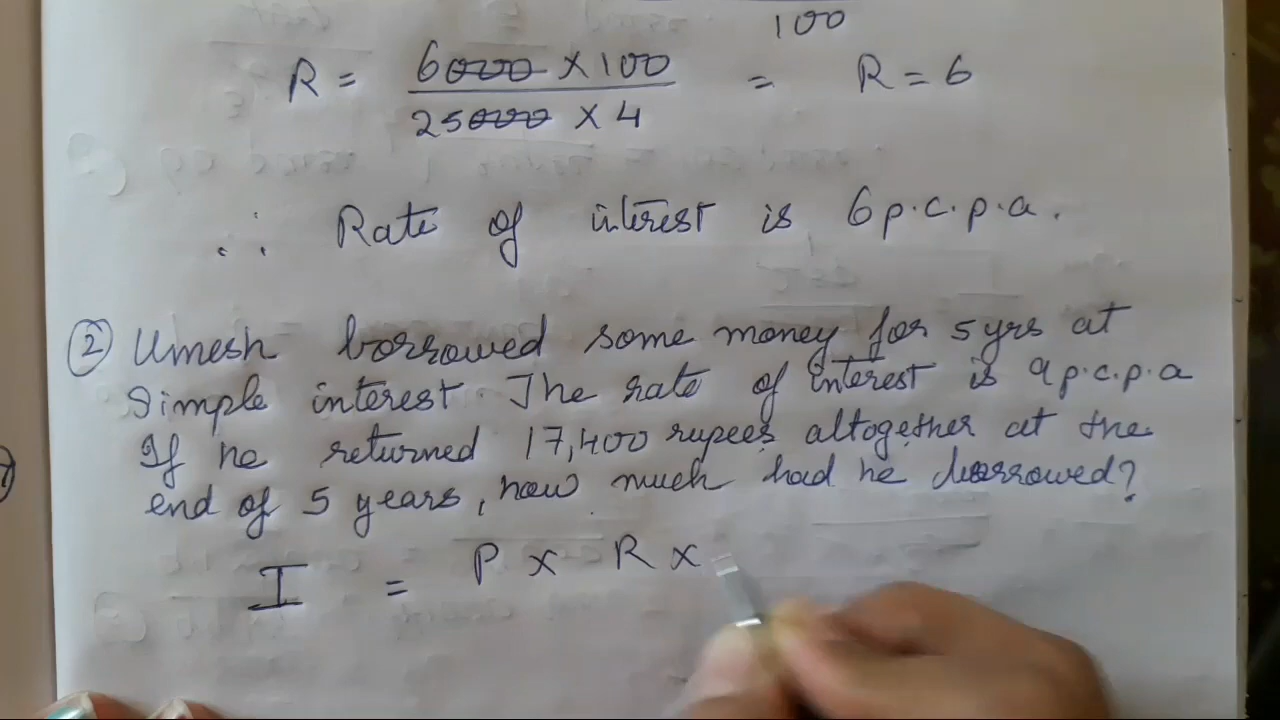 100
R = 6000 × 100 = R = 6
25000 × 4
∴ Rate of interest is 6 p.c.p.a.
② Umesh borrowed some money for 5 yrs at
simple interest. The rate of interest is 9 p.c.p.a
If he returned 17,400 rupees altogether at the
end of 5 years, how much had he borrowed?
I = P × R ×